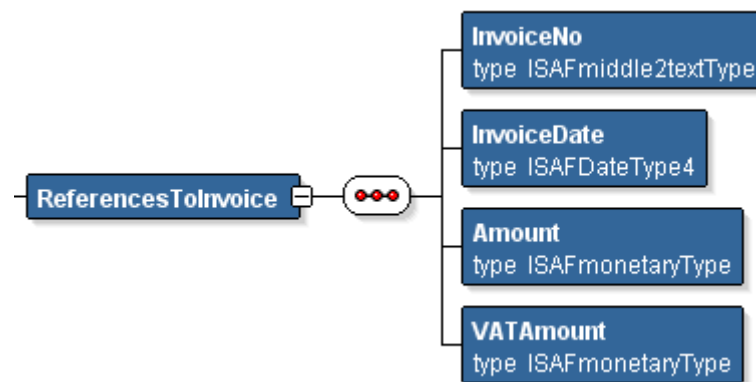 InvoiceNo
type ISAFmiddle2textType
InvoiceDate
type ISAFDateType4
ReferencesToInvoice
Amount
type ISAFmonetaryType
VATAmount
type ISAFmonetaryType